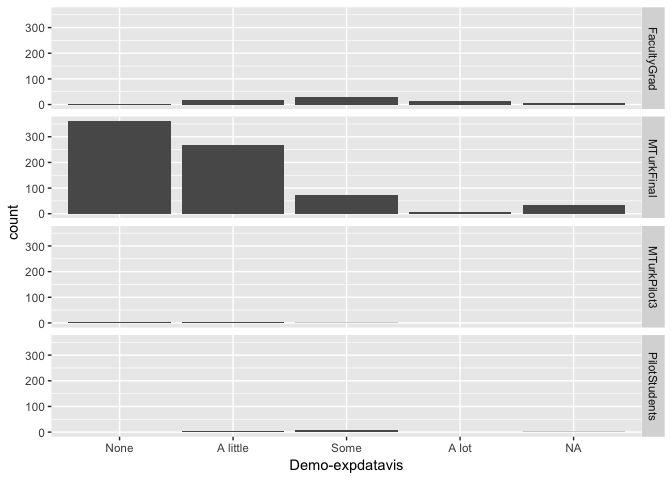 300
200
100
0
FacultyGrad
300
200
100
0
MTurkFinal
300
200
100
0
MTurkPilot3
300
200
100
0
PilotStudents
count
None A little Some A lot NA
Demo-expdatavis